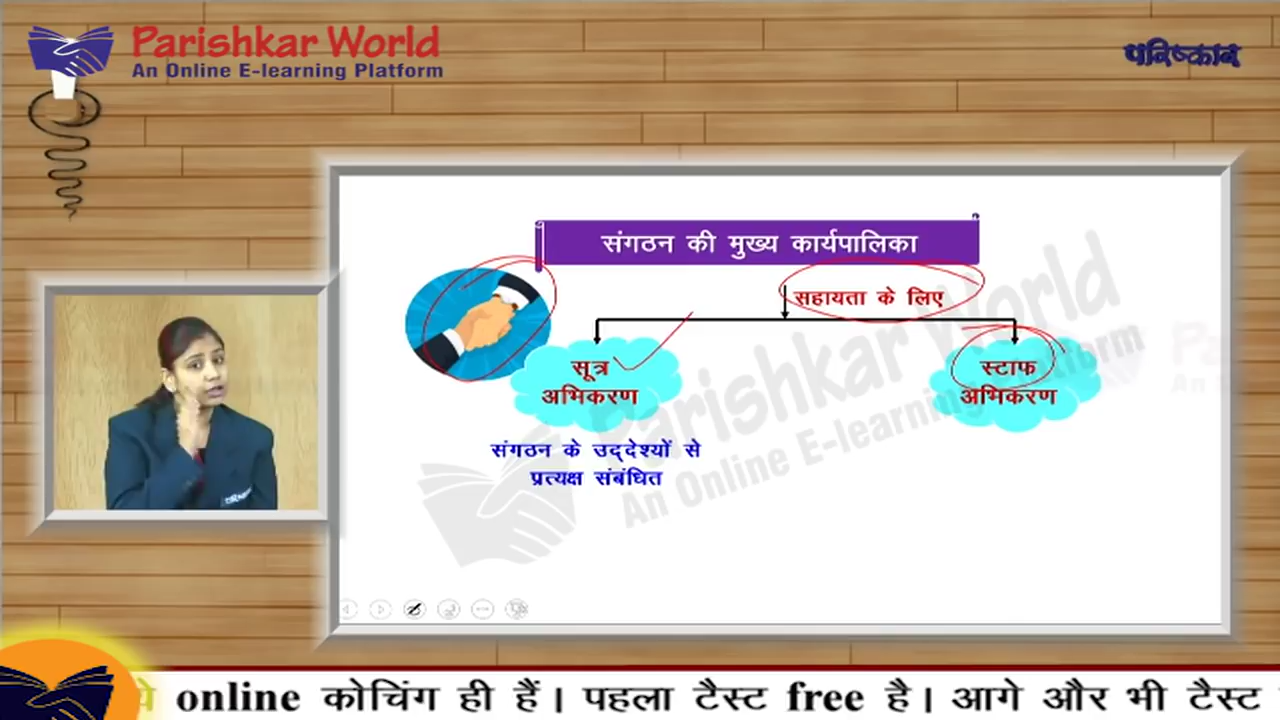 Parishkar World
An Online E-learning Platform
परिष्कार
संगठन की मुख्य कार्यपालिका
सहायता के लिए
सूत्र
अभिकरण
स्टाफ
अभिकरण
संगठन के उद्देश्यों से
प्रत्यक्ष संबंधित
Parishkar World
An Online E-learning Platform
online कोचिंग ही हैं। पहला टैस्ट free है। आगे और भी टैस्ट